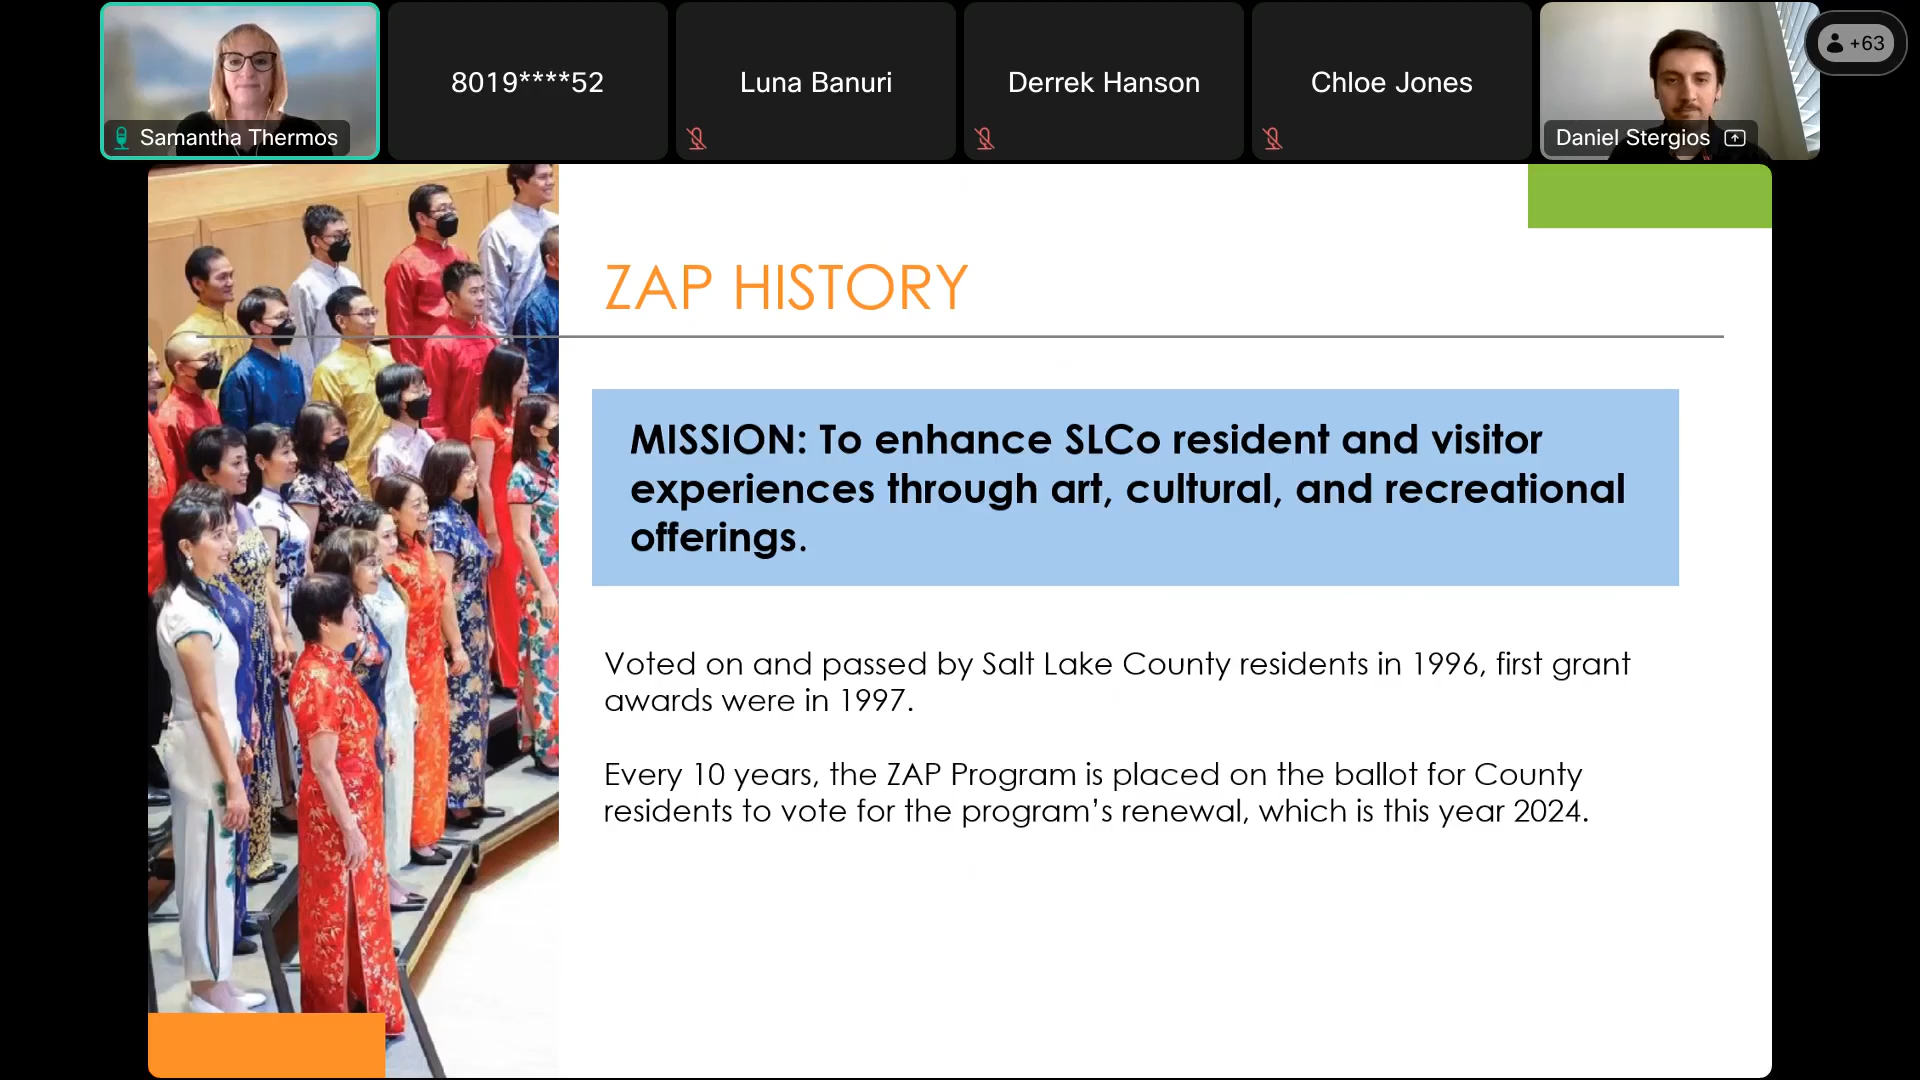 Samantha Thermos
8019****52
Luna Banuri
Derrek Hanson
Chloe Jones
Daniel Stergios
+63
ZAP HISTORY
MISSION: To enhance SLCo resident and visitor
experiences through art, cultural, and recreational
offerings.
Voted on and passed by Salt Lake County residents in 1996, first grant
awards were in 1997.
Every 10 years, the ZAP Program is placed on the ballot for County
residents to vote for the program’s renewal, which is this year 2024.